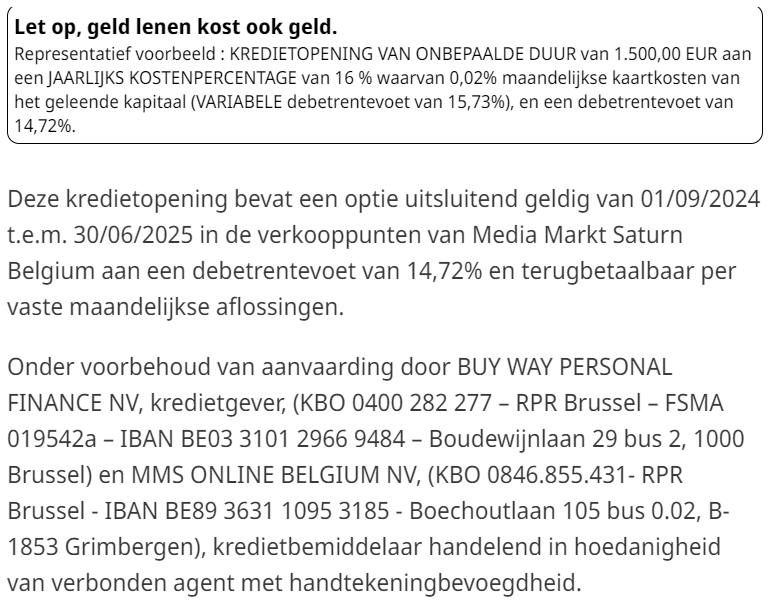 Let op, geld lenen kost ook geld.
Representatief voorbeeld : KREDIETOPENING VAN ONBEPAALDE DUUR van 1.500,00 EUR aan
een JAARLIJKS KOSTENPERCENTAGE van 16 % waarvan 0,02% maandelijkse kaartkosten van
het geleende kapitaal (VARIABELE debetrentevoet van 15,73%), en een debetrentevoet van
14,72%.
Deze kredietopening bevat een optie uitsluitend geldig van 01/09/2024
t.e.m. 30/06/2025 in de verkooppunten van Media Markt Saturn
Belgium aan een debetrentevoet van 14,72% en terugbetaalbaar per
vaste maandelijkse aflossingen.
Onder voorbehoud van aanvaarding door BUY WAY PERSONAL
FINANCE NV, kredietgever, (KBO 0400 282 277 – RPR Brussel – FSMA
019542a – IBAN BE03 3101 2966 9484 – Boudewijnlaan 29 bus 2, 1000
Brussel) en MMS ONLINE BELGIUM NV, (KBO 0846.855.431- RPR
Brussel - IBAN BE89 3631 1095 3185 - Boechoutlaan 105 bus 0.02, B-
1853 Grimbergen), kredietbemiddelaar handelend in hoedanigheid
van verbonden agent met handtekeningbevoegdheid.